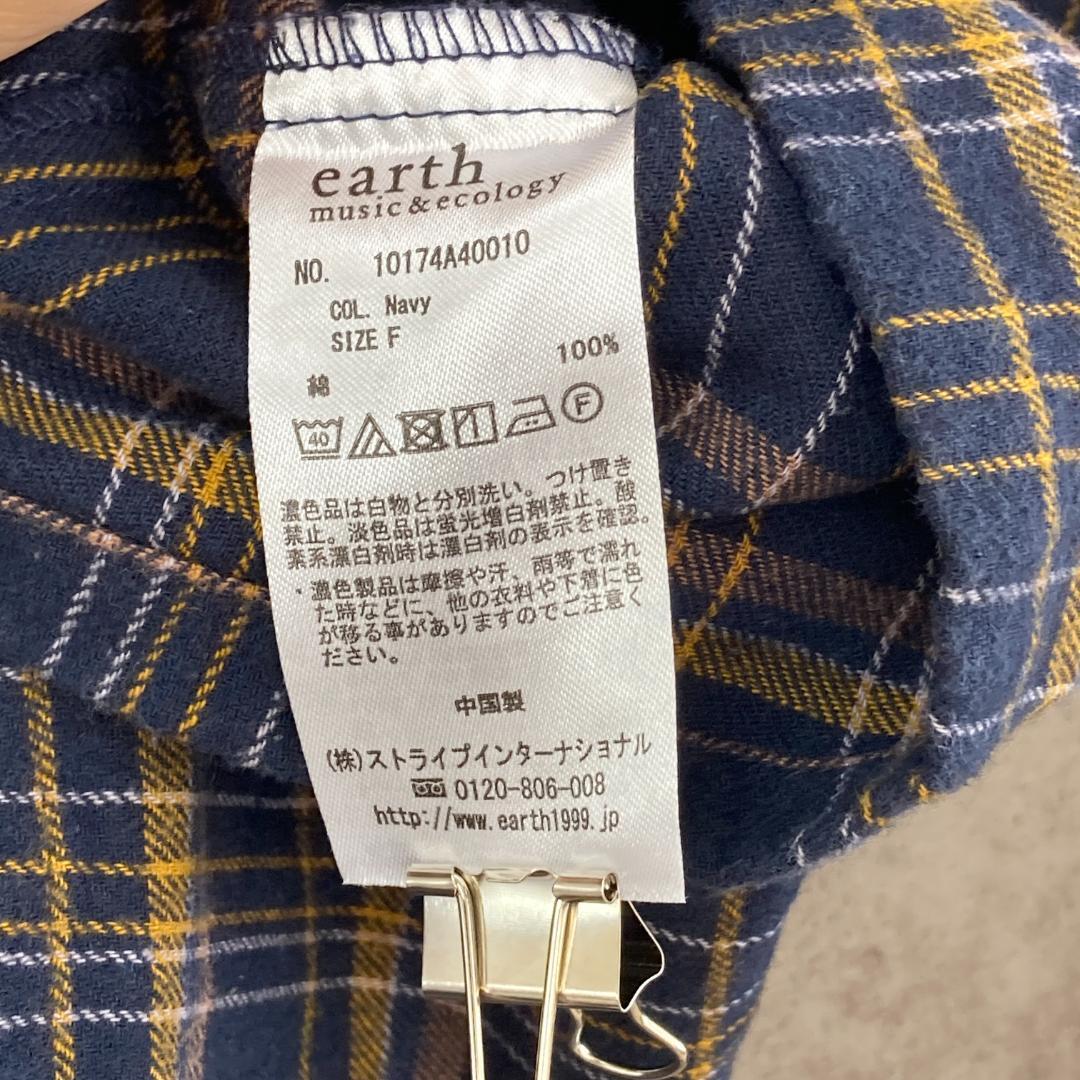 earth
music&ecology
NO. 10174A40010
COL. Navy
SIZE F
綿 100%
40 F
濃色品は白物と分別洗い。つけ置き
禁止。淡色品は蛍光増白剤禁止。酸
素系漂白剤時は漂白剤の表示を確認。
・濃色製品は摩擦や汗、雨等で濡れ
た時などに、他の衣料や下着に色
が移る事がありますのでご注意く
ださい。
中国製
(株)ストライプインターナショナル
0120-806-008
http://www.earth1999.jp